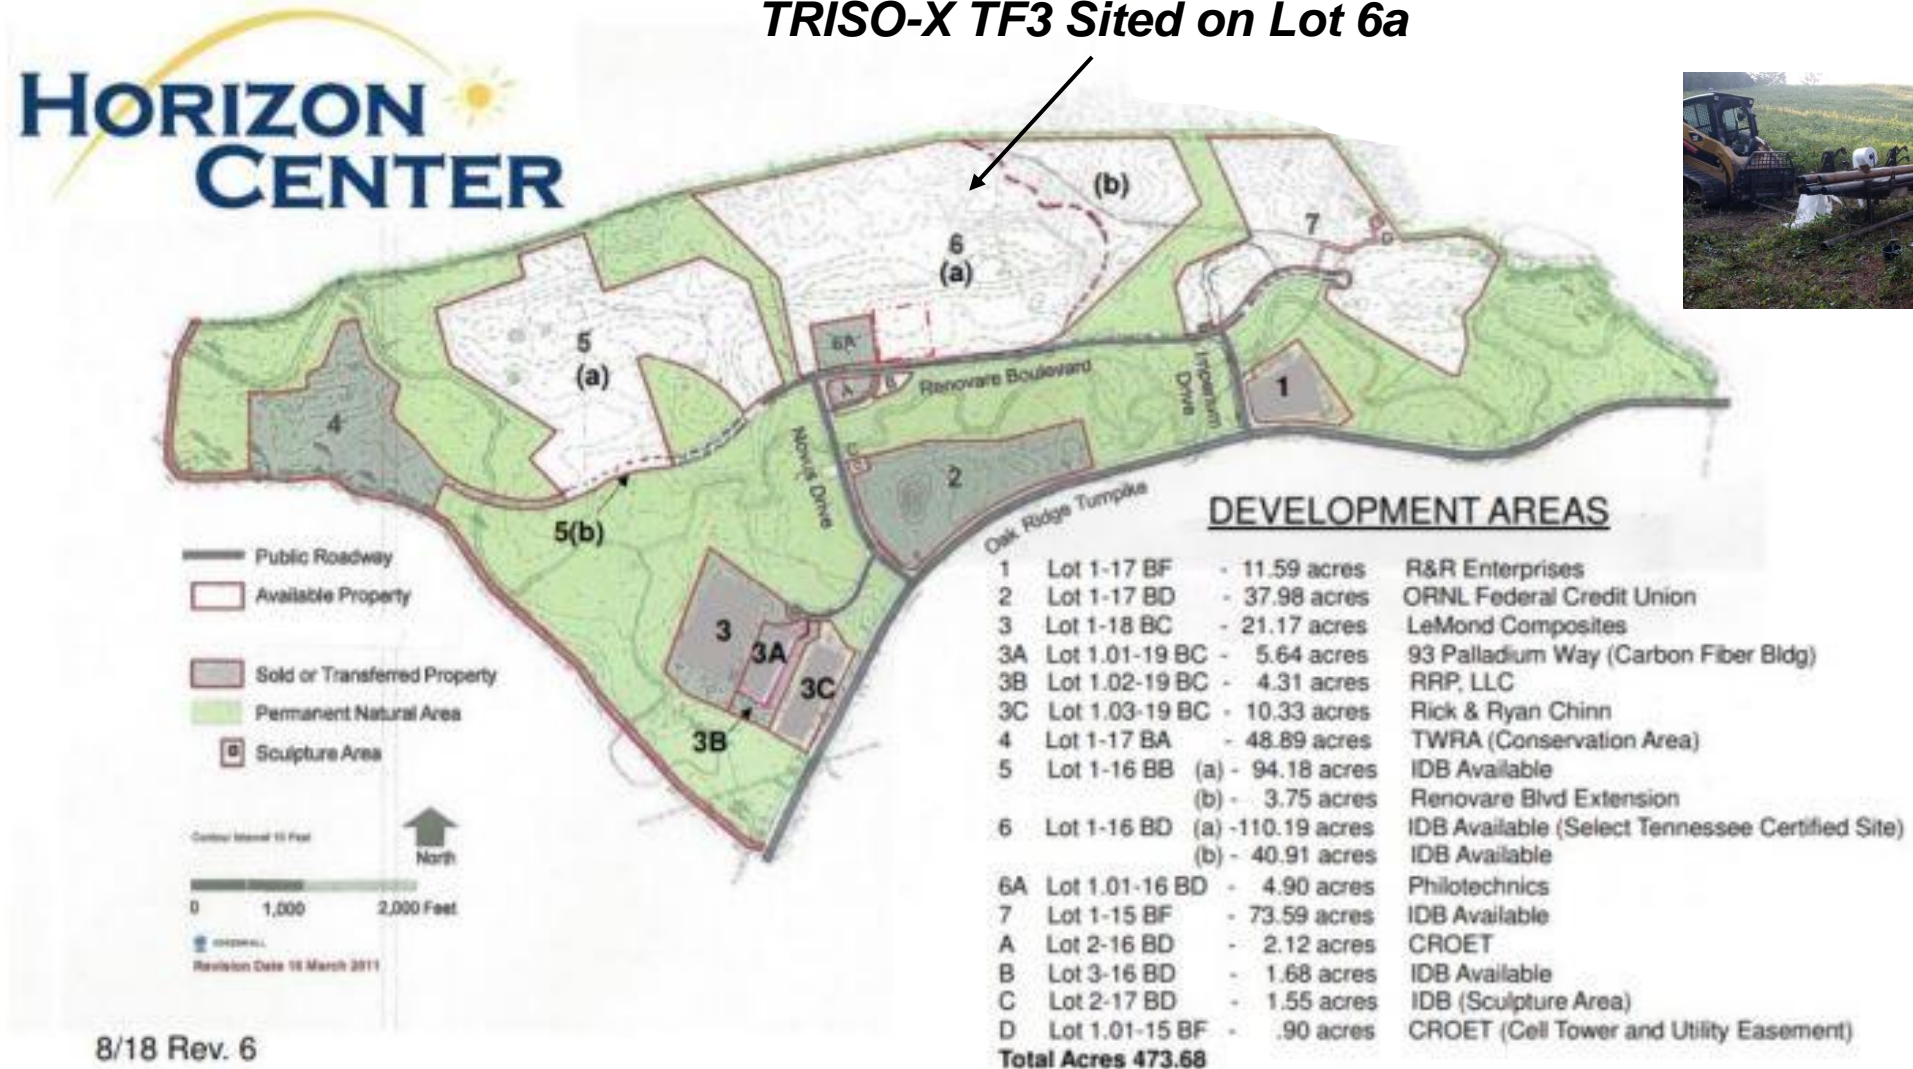 TRISO-X TF3 Sited on Lot 6a
HORIZON
CENTER
(b)
7
D
6
(a)
5
(a)
6A
A
B
Renovare Boulevard
Imperium
Drive
1
4
Novus Drive
C
2
Oak Ridge Turnpike
5(b)
3
3A
3C
3B
Public Roadway
Available Property
Sold or Transferred Property
Permanent Natural Area
Sculpture Area
Contour Interval 10 Feet
North
0 1,000 2,000 Feet
Revision Date 16 March 2011
8/18 Rev. 6
DEVELOPMENT AREAS
1 Lot 1-17 BF - 11.59 acres R&R Enterprises
2 Lot 1-17 BD - 37.98 acres ORNL Federal Credit Union
3 Lot 1-18 BC - 21.17 acres LeMond Composites
3A Lot 1.01-19 BC - 5.64 acres 93 Palladium Way (Carbon Fiber Bldg)
3B Lot 1.02-19 BC - 4.31 acres RRP, LLC
3C Lot 1.03-19 BC - 10.33 acres Rick & Ryan Chinn
4 Lot 1-17 BA - 48.89 acres TWRA (Conservation Area)
5 Lot 1-16 BB (a) - 94.18 acres IDB Available
(b) - 3.75 acres Renovare Blvd Extension
6 Lot 1-16 BD (a) -110.19 acres IDB Available (Select Tennessee Certified Site)
(b) - 40.91 acres IDB Available
6A Lot 1.01-16 BD - 4.90 acres Philotechnics
7 Lot 1-15 BF - 73.59 acres IDB Available
A Lot 2-16 BD - 2.12 acres CROET
B Lot 3-16 BD - 1.68 acres IDB Available
C Lot 2-17 BD - 1.55 acres IDB (Sculpture Area)
D Lot 1.01-15 BF - .90 acres CROET (Cell Tower and Utility Easement)
Total Acres 473.68